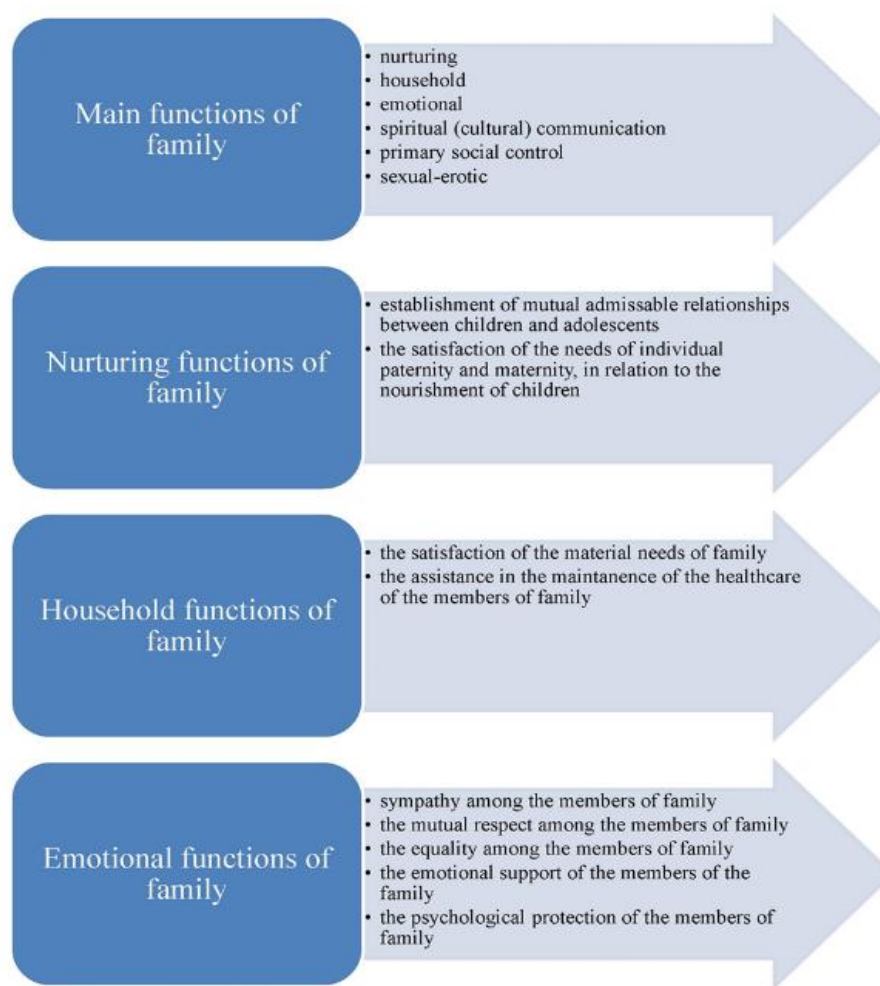 Main functions of
family
• nurturing
• household
• emotional
• spiritual (cultural) communication
• primary social control
• sexual-erotic
Nurturing functions of
family
• establishment of mutual admissable relationships
between children and adolescents
• the satisfaction of the needs of individual
paternity and maternity, in relation to the
nourishment of children
Household functions of
family
• the satisfaction of the material needs of family
• the assistance in the maintanence of the healthcare
of the members of family
Emotional functions of
family
• sympathy among the members of family
• the mutual respect among the members of family
• the equality among the members of family
• the emotional support of the members of the
family
• the psychological protection of the members of
family